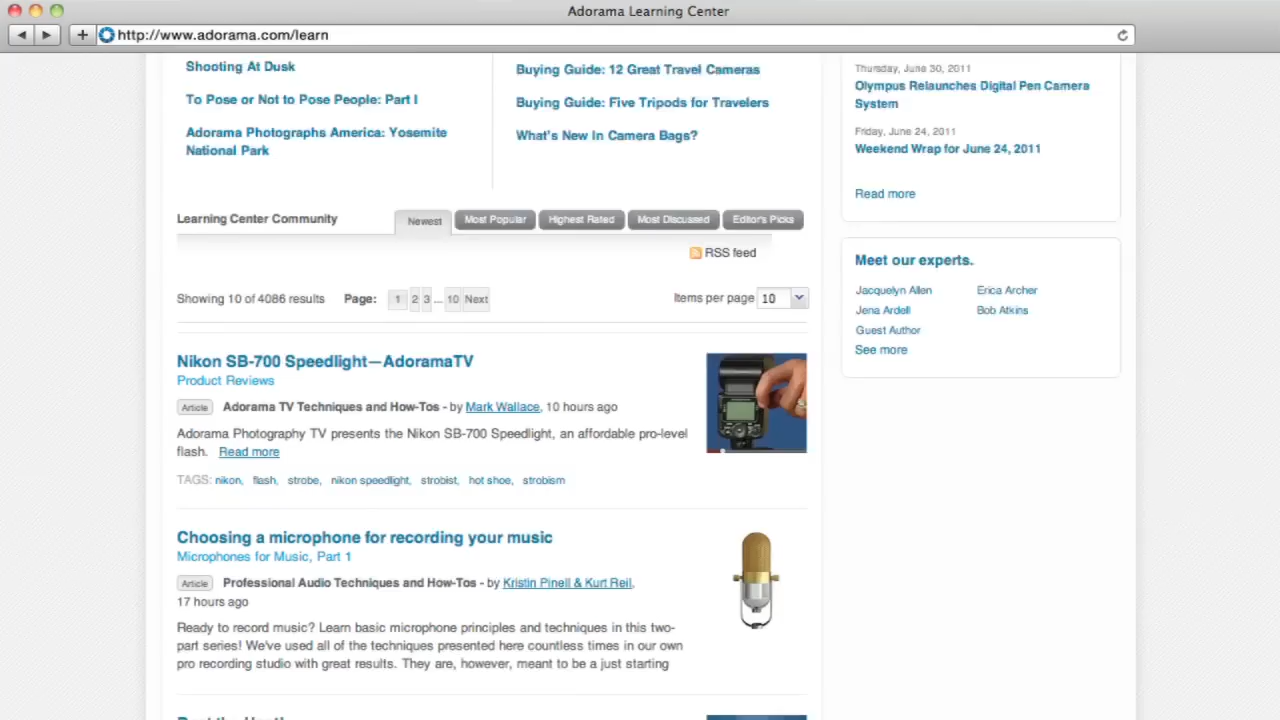 Adorama Learning Center
http://www.adorama.com/learn
Shooting At Dusk
To Pose or Not to Pose People: Part I
Adorama Photographs America: Yosemite
National Park
Buying Guide: 12 Great Travel Cameras
Buying Guide: Five Tripods for Travelers
What's New In Camera Bags?
Thursday, June 30, 2011
Olympus Relaunches Digital Pen Camera
System
Friday, June 24, 2011
Weekend Wrap for June 24, 2011
Read more
Learning Center Community
Newest
Most Popular
Highest Rated
Most Discussed
Editor's Picks
RSS feed
Showing 10 of 4086 results
Page: 1 2 3 ... 10 Next
Items per page 10
Meet our experts.
Jacquelyn Allen
Erica Archer
Jena Ardell
Bob Atkins
Guest Author
See more
Nikon SB-700 Speedlight—AdoramaTV
Product Reviews
Article Adorama TV Techniques and How-Tos - by Mark Wallace, 10 hours ago
Adorama Photography TV presents the Nikon SB-700 Speedlight, an affordable pro-level
flash. Read more
TAGS: nikon, flash, strobe, nikon speedlight, strobist, hot shoe, strobism
Choosing a microphone for recording your music
Microphones for Music, Part 1
Article Professional Audio Techniques and How-Tos - by Kristin Pinell & Kurt Reil,
17 hours ago
Ready to record music? Learn basic microphone principles and techniques in this two-
part series! We've used all of the techniques presented here countless times in our own
pro recording studio with great results. They are, however, meant to be a just starting